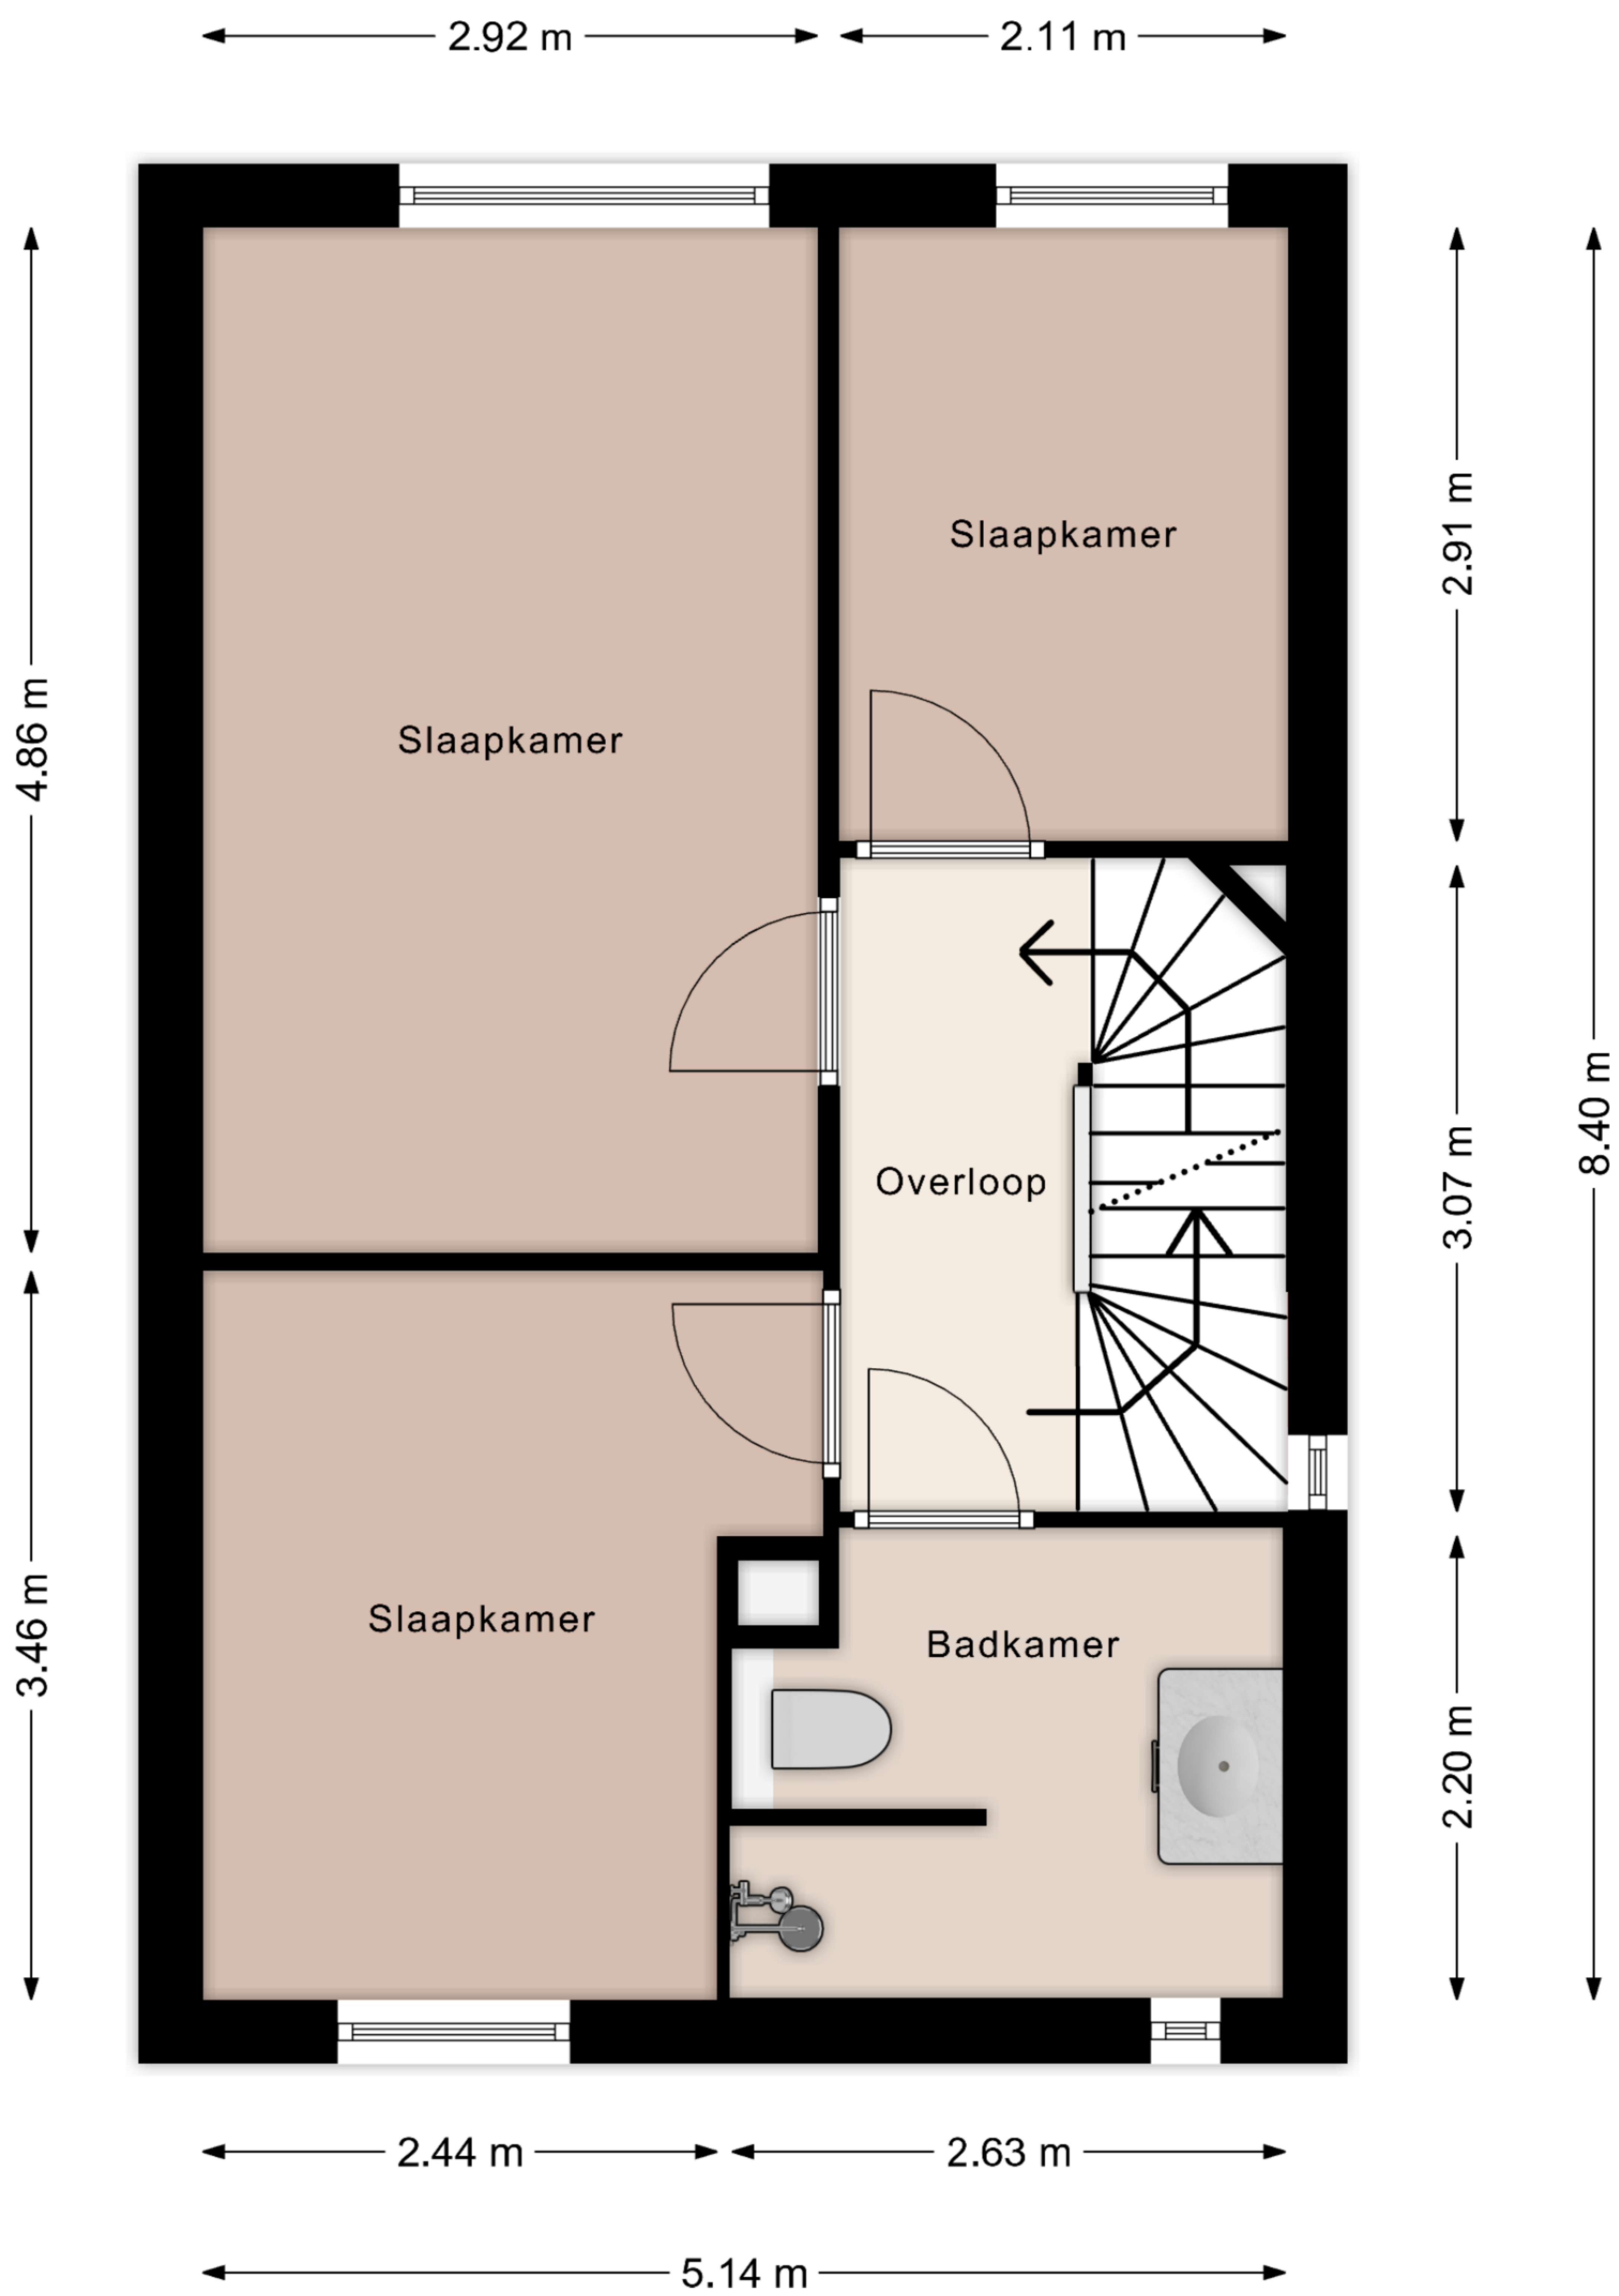 2.92 m
2.11 m
Slaapkamer
2.91 m
Slaapkamer
4.86 m
8.40 m
Overloop
3.07 m
Slaapkamer
3.46 m
Badkamer
2.20 m
2.44 m
2.63 m
5.14 m